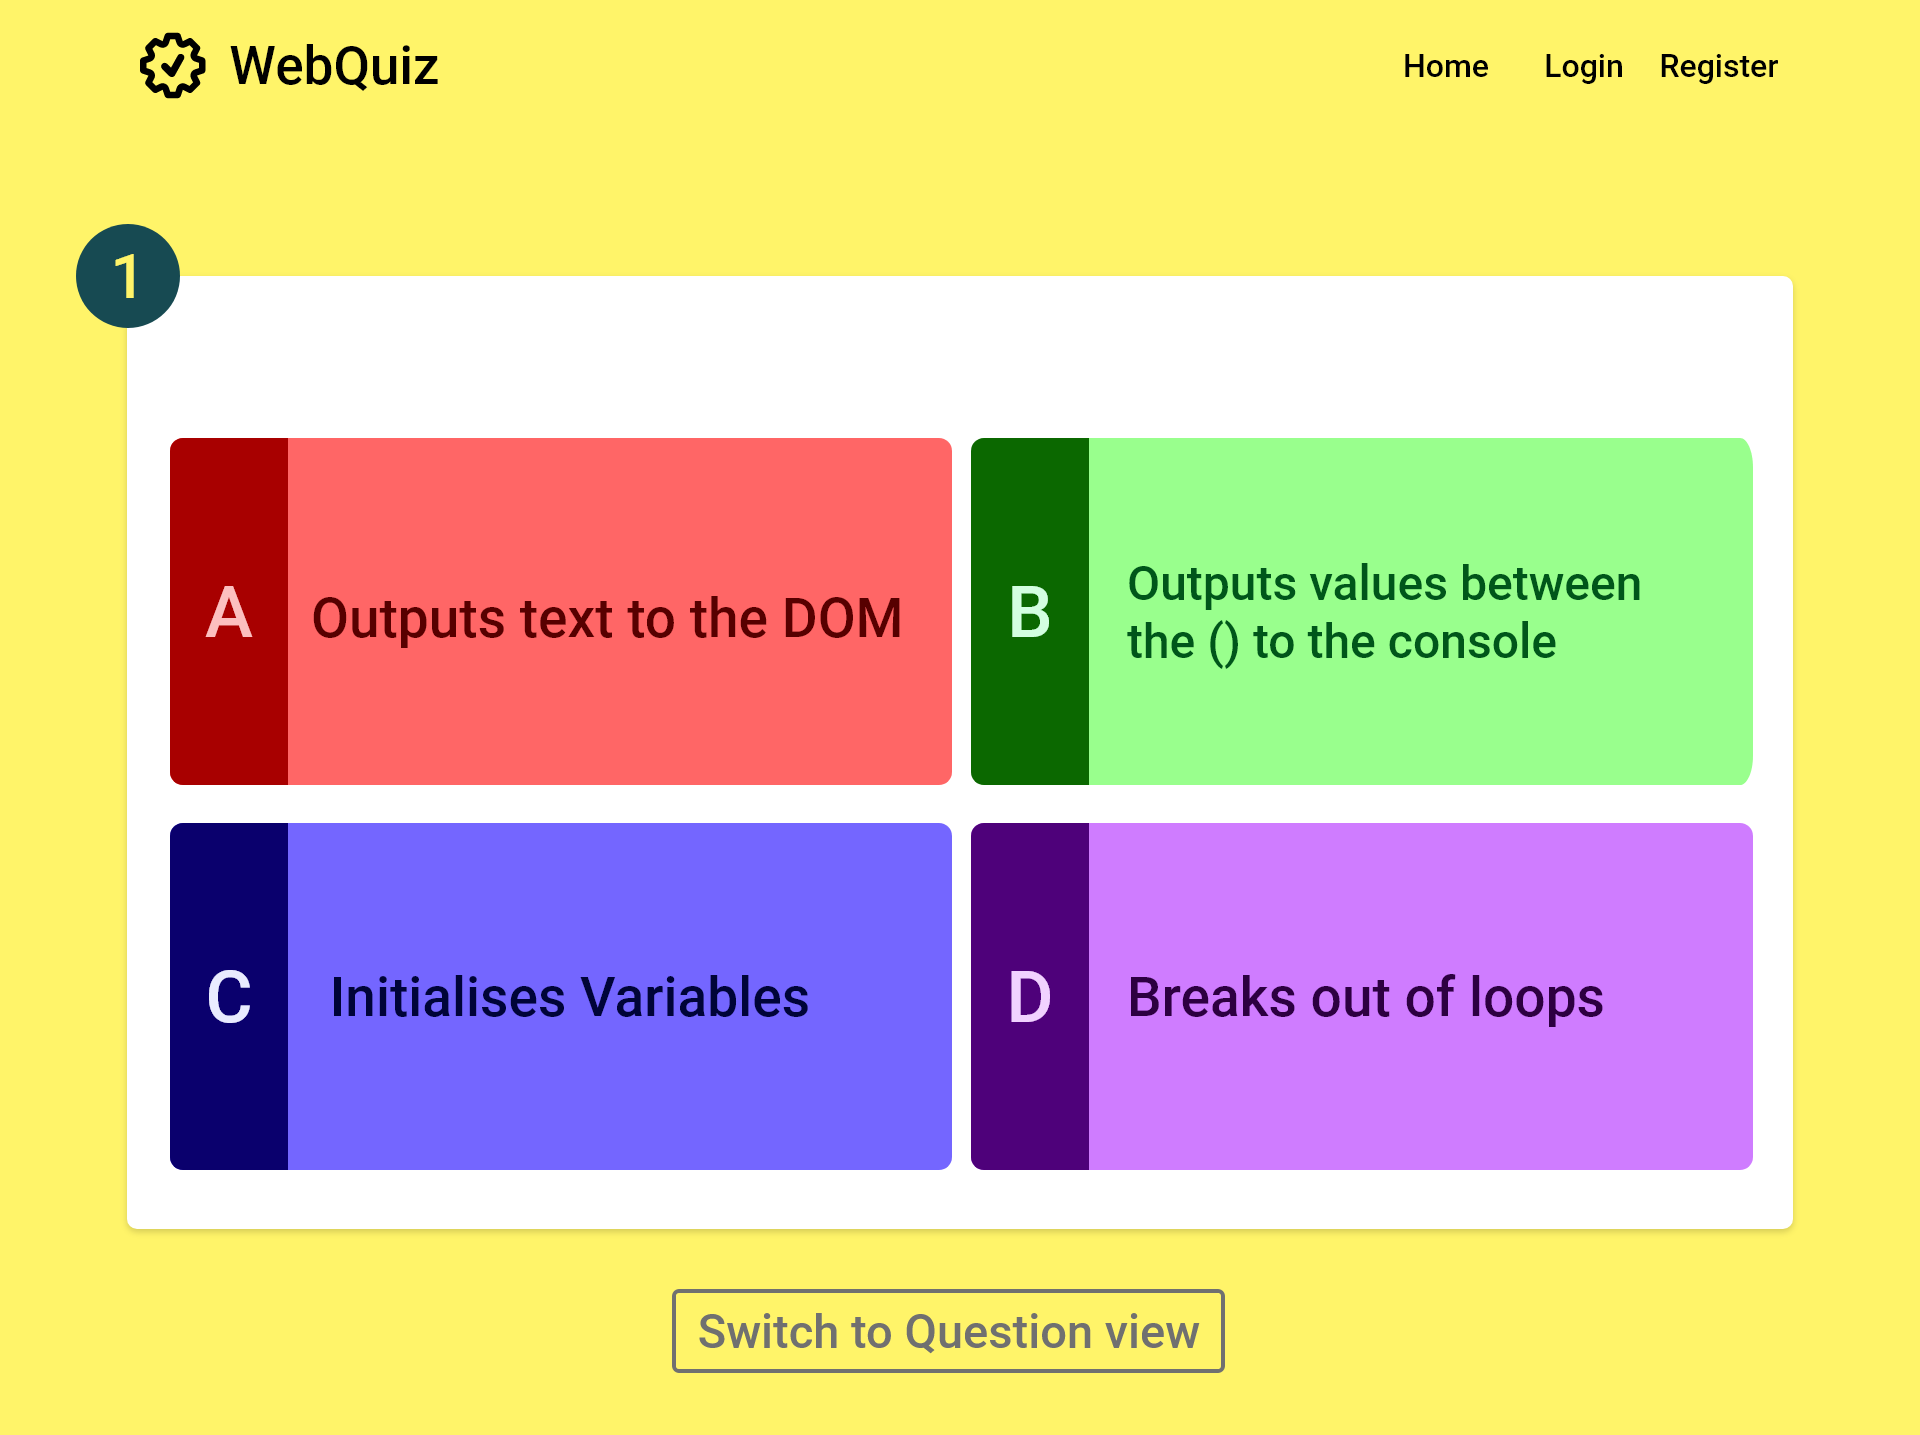 WebQuiz
Home Login Register
1
A
Outputs text to the DOM
B
Outputs values between
the () to the console
C
Initialises Variables
D
Breaks out of loops
Switch to Question view